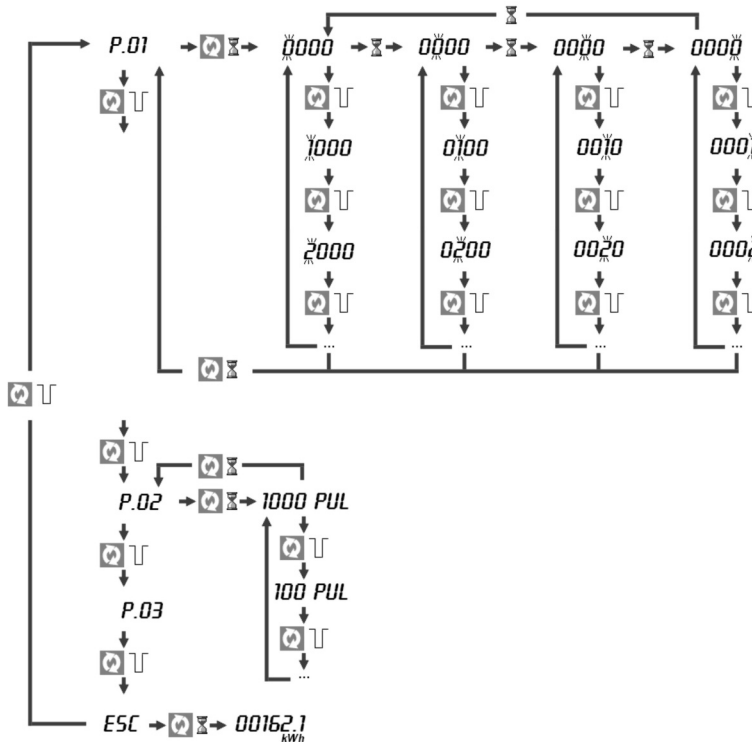 P.01 0000 0000 0000 0000
1000 0100 0010 0001
2000 0200 0020 0002
... ... ... ...
P.02 1000 PUL
100 PUL
P.03
...
ESC 00162.1
kWh